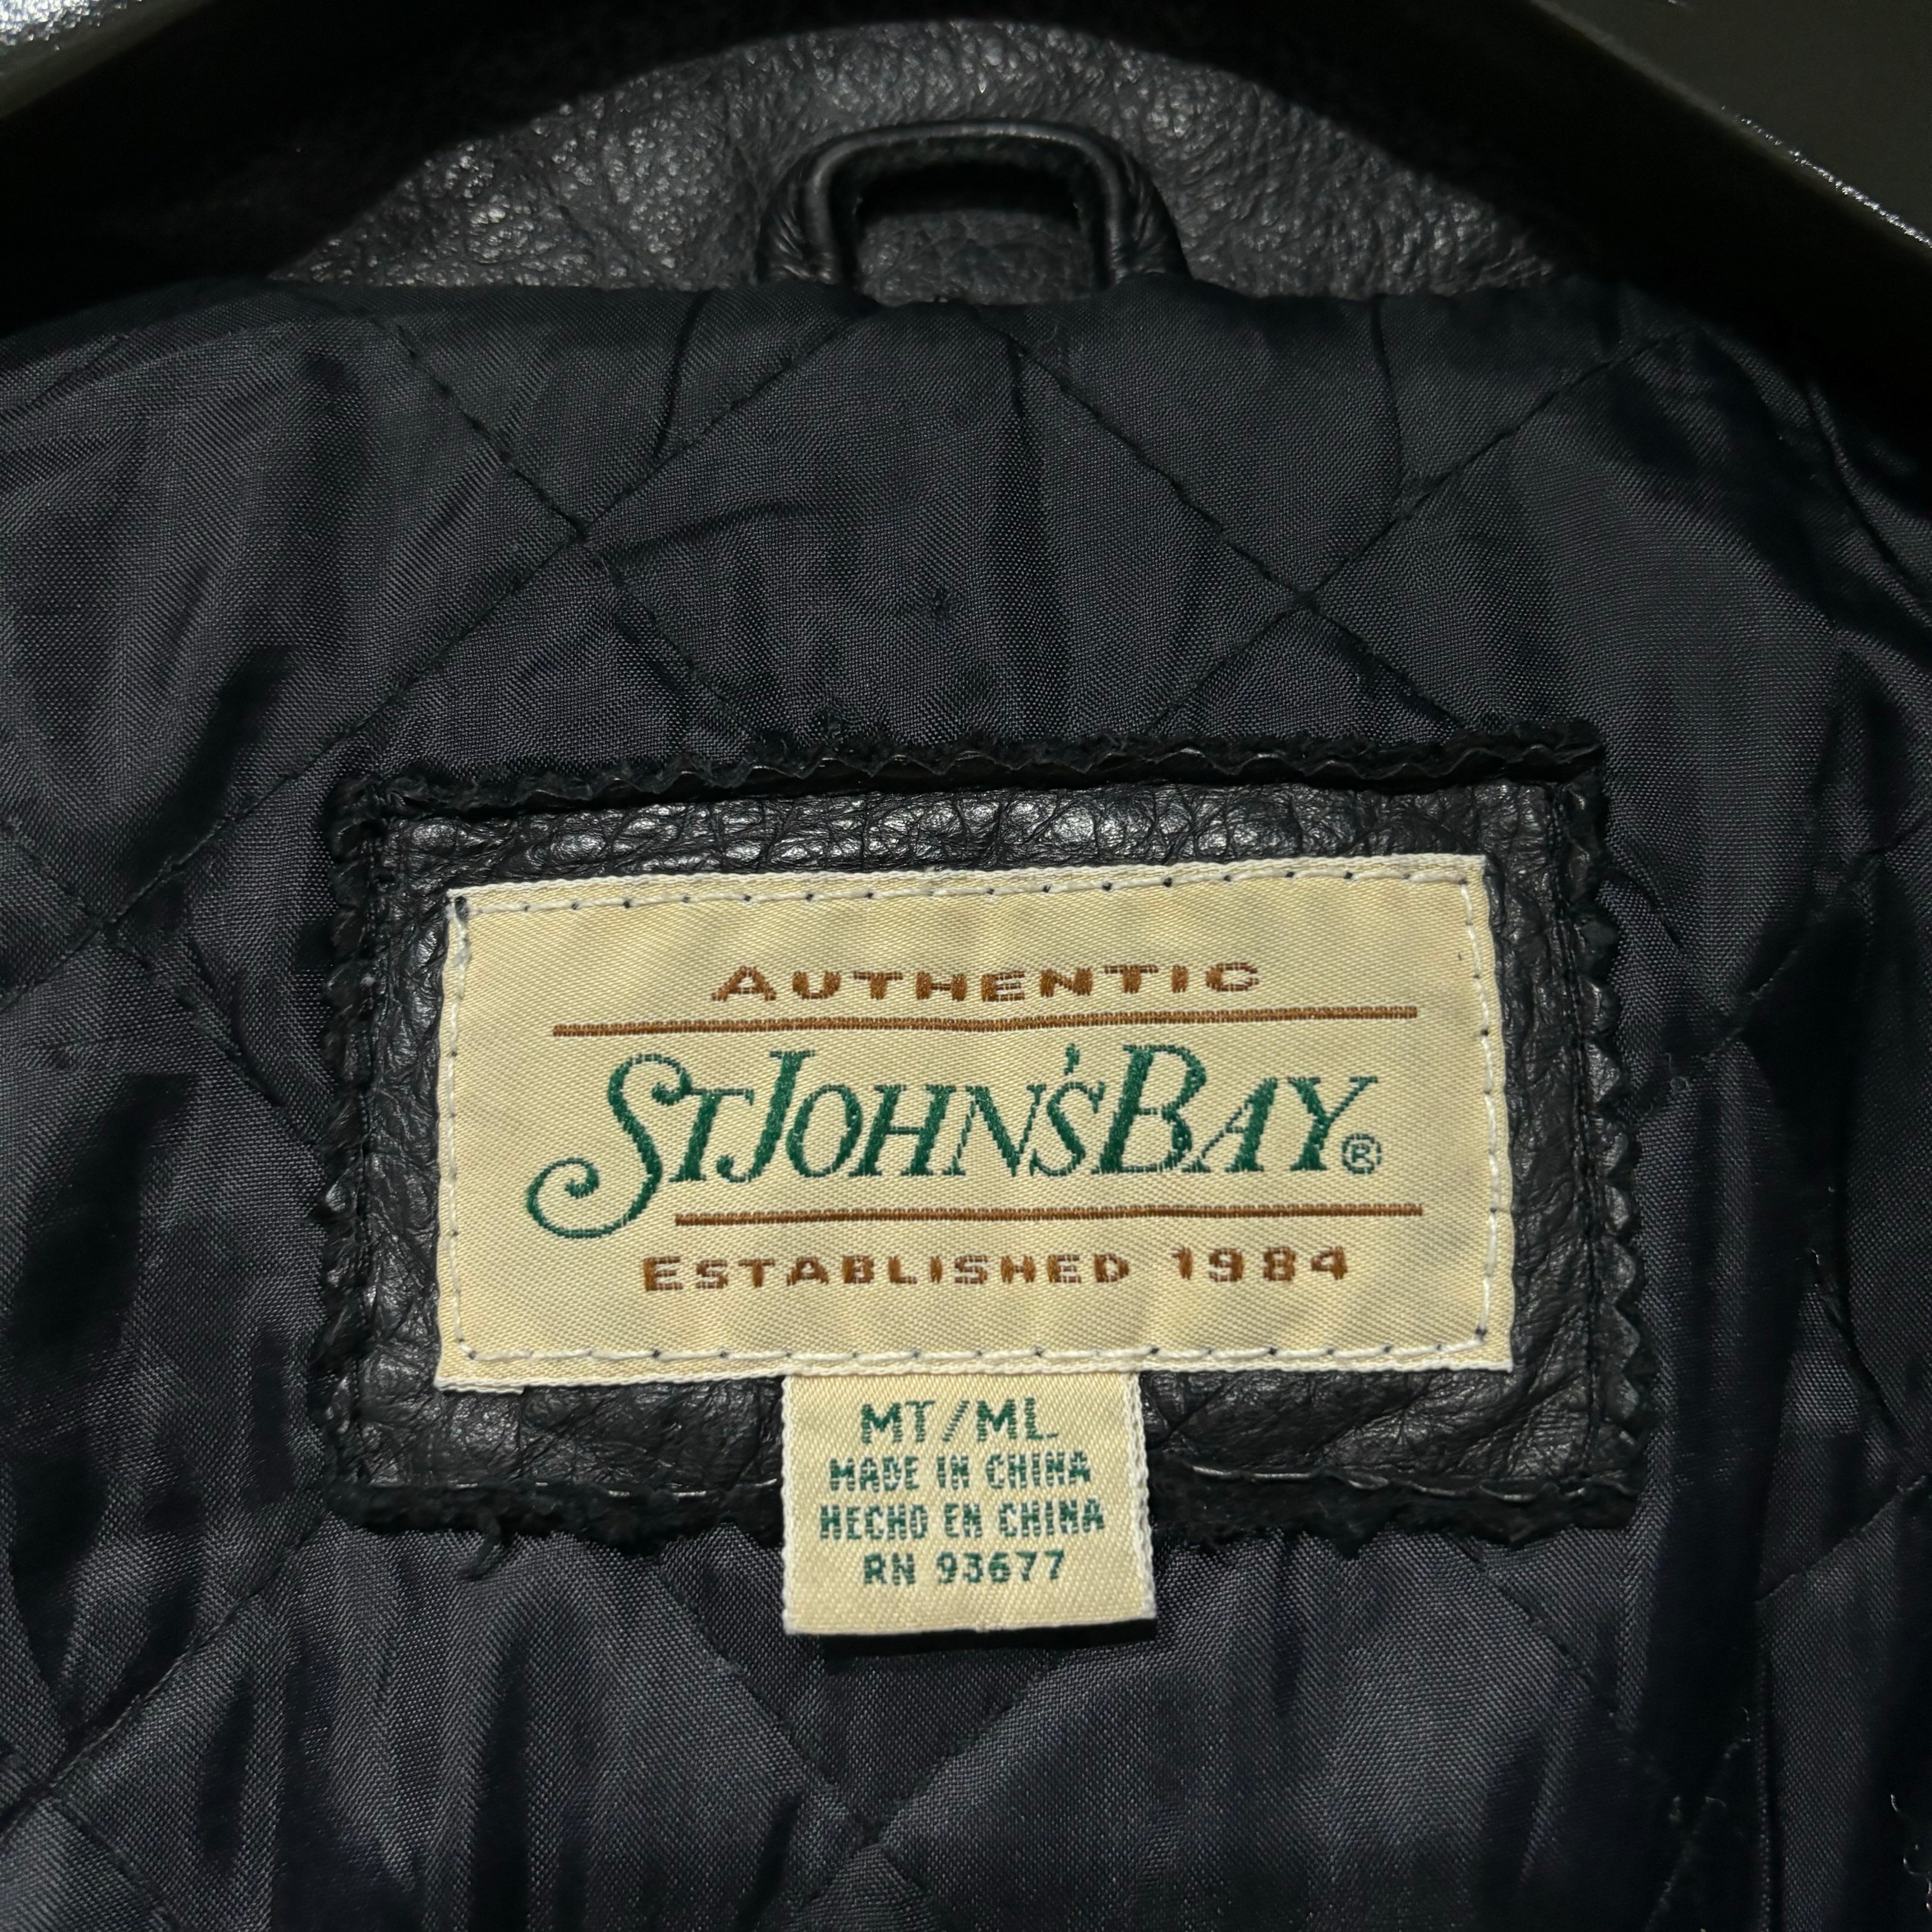 AUTHENTIC
ST JOHN'S BAY®
ESTABLISHED 1984
MT/ML
MADE IN CHINA
HECHO EN CHINA
RN 93677